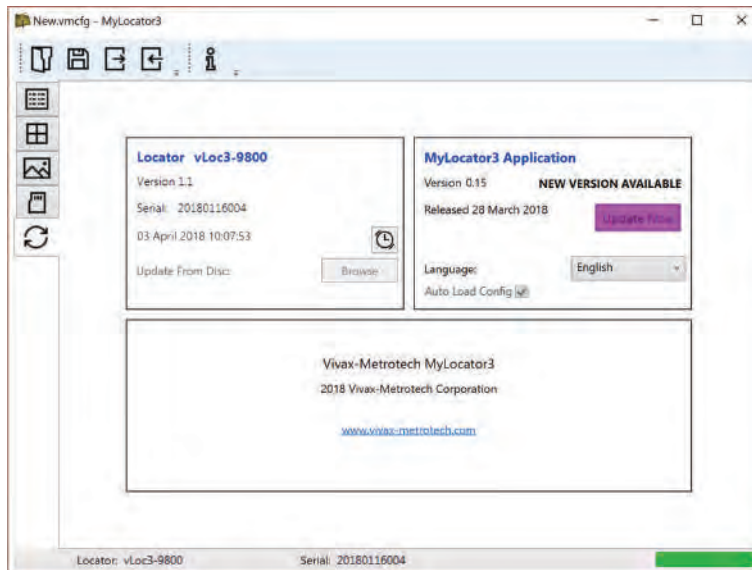 New.vmcfg - MyLocator3
Locator vLoc3-9800
Version 1.1
Serial: 20180116004
03 April 2018 10:07:53
Update From Disc:
Browse
MyLocator3 Application
Version 0.15 NEW VERSION AVAILABLE
Released 28 March 2018
Update Now
Language:
English
Auto Load Config
Vivax-Metrotech MyLocator3
2018 Vivax-Metrotech Corporation
www.vivax-metrotech.com
Locator: vLoc3-9800 Serial: 20180116004